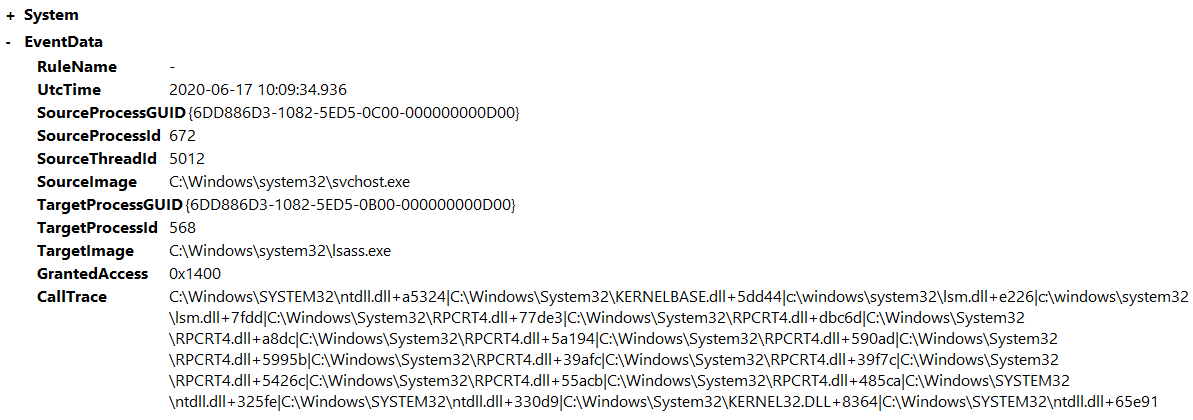 + System
- EventData
RuleName -
UtcTime 2020-06-17 10:09:34.936
SourceProcessGUID {6DD886D3-1082-5ED5-0C00-000000000D00}
SourceProcessId 672
SourceThreadId 5012
SourceImage C:\Windows\system32\svchost.exe
TargetProcessGUID {6DD886D3-1082-5ED5-0B00-000000000D00}
TargetProcessId 568
TargetImage C:\Windows\system32\lsass.exe
GrantedAccess 0x1400
CallTrace C:\Windows\SYSTEM32\ntdll.dll+a5324|C:\Windows\System32\KERNELBASE.dll+5dd44|c:\windows\system32\lsm.dll+e226|c:\windows\system32
\lsm.dll+7fdd|C:\Windows\System32\RPCRT4.dll+77de3|C:\Windows\System32\RPCRT4.dll+dbc6d|C:\Windows\System32
\RPCRT4.dll+a8dc|C:\Windows\System32\RPCRT4.dll+5a194|C:\Windows\System32\RPCRT4.dll+590ad|C:\Windows\System32
\RPCRT4.dll+5995b|C:\Windows\System32\RPCRT4.dll+39afc|C:\Windows\System32\RPCRT4.dll+39f7c|C:\Windows\System32
\RPCRT4.dll+5426c|C:\Windows\System32\RPCRT4.dll+55acb|C:\Windows\System32\RPCRT4.dll+485ca|C:\Windows\SYSTEM32
\ntdll.dll+325fe|C:\Windows\SYSTEM32\ntdll.dll+330d9|C:\Windows\System32\KERNEL32.DLL+8364|C:\Windows\SYSTEM32\ntdll.dll+65e91